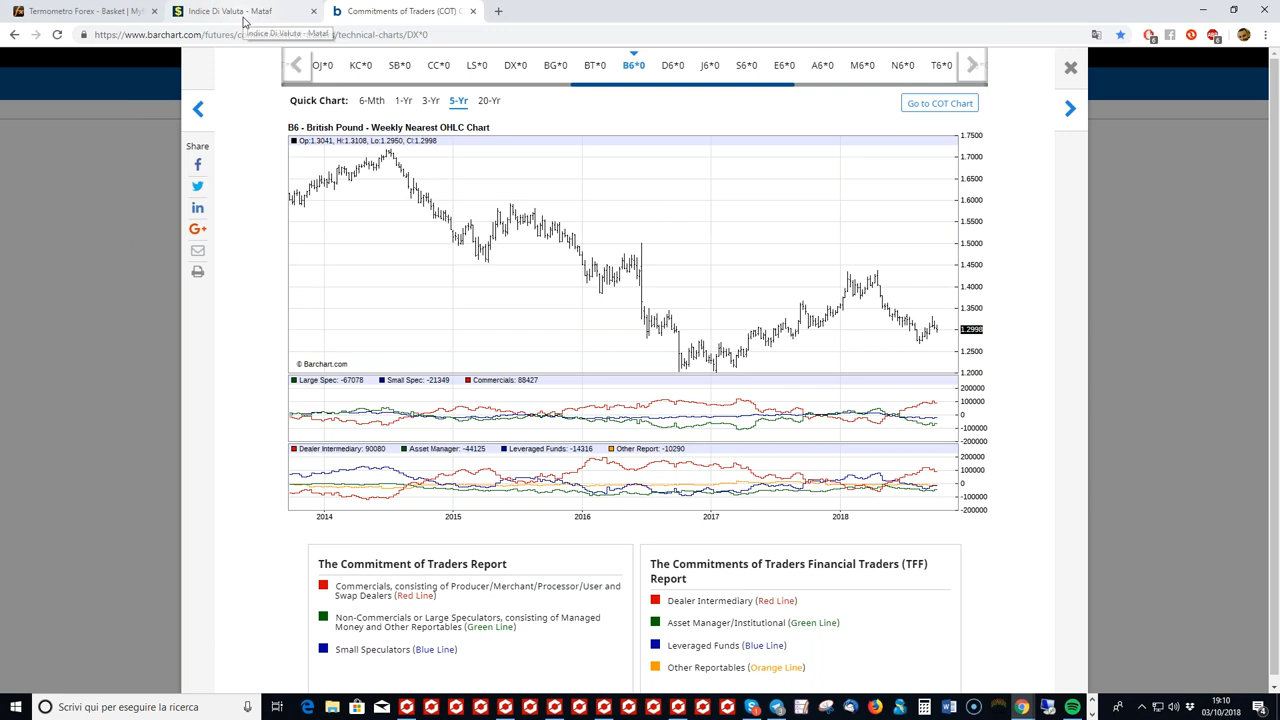 Termometro Forex - Basket | Myf
Indice Di Valuta - Mataf
Commitments of Traders (COT) C
Indice Di Valuta - Mataf
https://www.barchart.com/futures/co
/technical-charts/DX*0
OJ*0 KC*0 SB*0 CC*0 LS*0 DX*0 BG*0 BT*0 B6*0 D6*0 J6*0 S6*0 E6*0 A6*0 M6*0 N6*0 T6*0
Quick Chart: 6-Mth 1-Yr 3-Yr 5-Yr 20-Yr
Go to COT Chart
B6 - British Pound - Weekly Nearest OHLC Chart
Op:1.3041, Hi:1.3108, Lo:1.2950, Cl:1.2998
Share
1.7500
1.7000
1.6500
1.6000
1.5500
1.5000
1.4500
1.4000
1.3500
1.2998
1.2500
1.2000
© Barchart.com
Large Spec: -67078 Small Spec: -21349 Commercials: 88427
200000
100000
0
-100000
-200000
Dealer Intermediary: 90080 Asset Manager: -44125 Leveraged Funds: -14316 Other Report: -10290
200000
100000
0
-100000
-200000
2014 2015 2016 2017 2018
The Commitment of Traders Report
Commercials, consisting of Producer/Merchant/Processor/User and
Swap Dealers (Red Line)
Non-Commercials or Large Speculators, consisting of Managed
Money and Other Reportables (Green Line)
Small Speculators (Blue Line)
The Commitments of Traders Financial Traders (TFF)
Report
Dealer Intermediary (Red Line)
Asset Manager/Institutional (Green Line)
Leveraged Funds (Blue Line)
Other Reportables (Orange Line)
Scrivi qui per eseguire la ricerca
19:10
03/10/2018